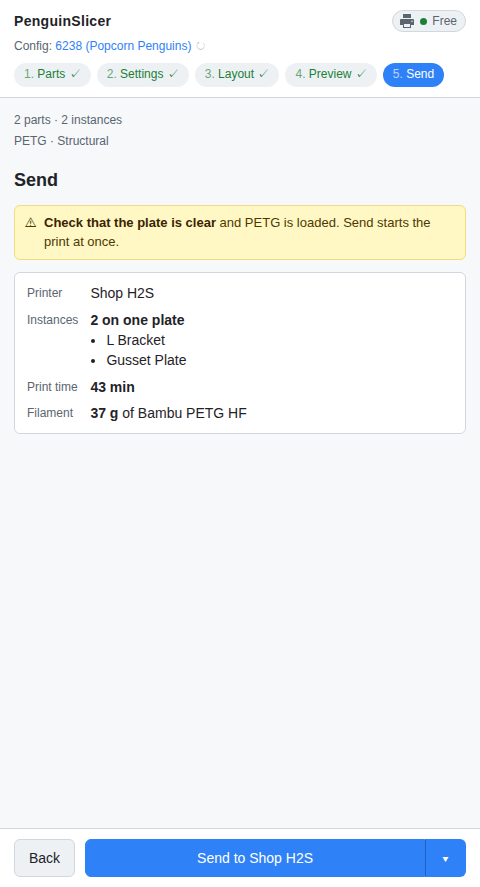 PenguinSlicer
Free
Config: 6238 (Popcorn Penguins)
1. Parts ✓ 2. Settings ✓ 3. Layout ✓ 4. Preview ✓ 5. Send
2 parts · 2 instances
PETG · Structural
Send
⚠ Check that the plate is clear and PETG is loaded. Send starts the
print at once.
Printer Shop H2S
Instances 2 on one plate
• L Bracket
• Gusset Plate
Print time 43 min
Filament 37 g of Bambu PETG HF
Back Send to Shop H2S ▼